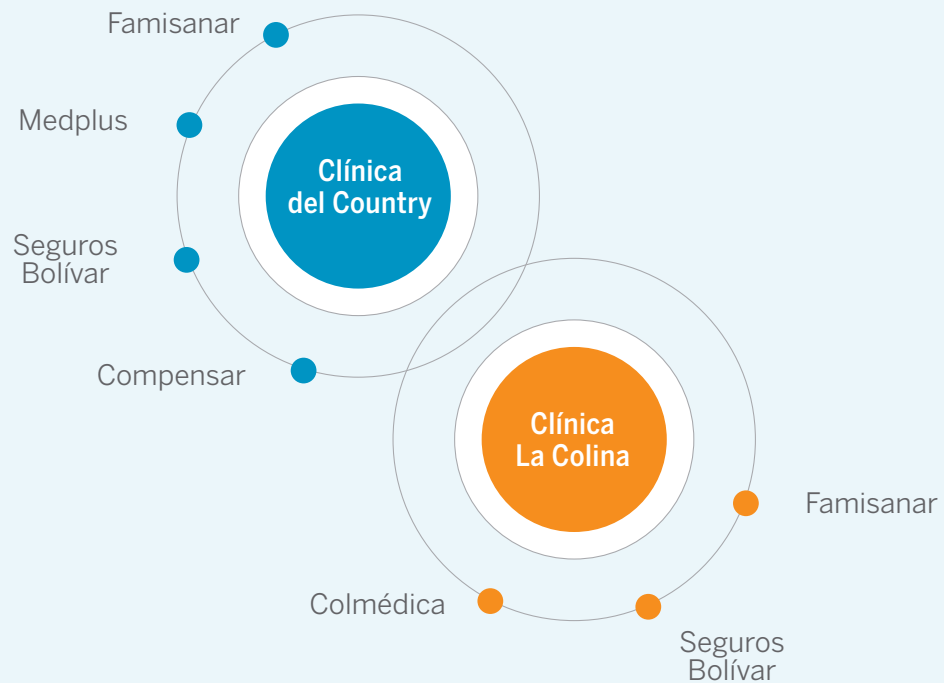 Famisanar
Medplus
Clínica
del Country
Seguros
Bolívar
Compensar
Clínica
La Colina
Famisanar
Colmédica
Seguros
Bolívar